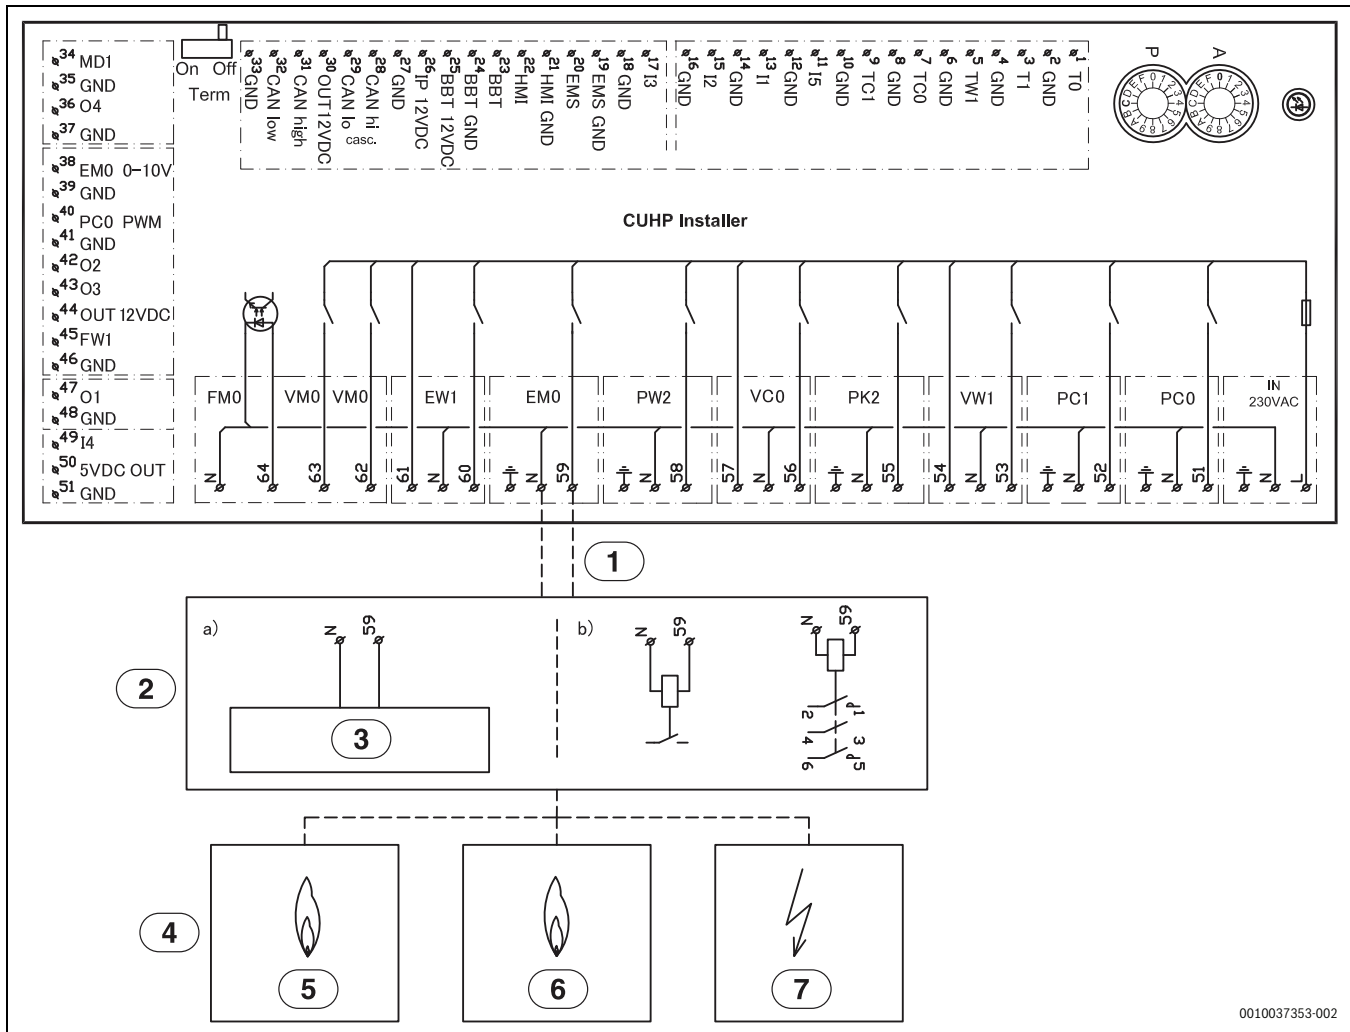 34 MD1
35 GND
36 O4
37 GND
38 EM0 0-10V
39 GND
40 PC0 PWM
41 GND
42 O2
43 O3
44 OUT 12VDC
45 FW1
46 GND
47 O1
48 GND
49 I4
50 5VDC OUT
51 GND
On Off
Term
33 GND
32 CAN low
31 CAN high
30 OUT12VDC
29 CAN lo
28 CAN hi
casc.
27 GND
26 IP 12VDC
25 BBT 12VDC
24 BBT GND
23 BBT
22 HMI
21 HMI GND
20 EMS
19 EMS GND
18 GND
17 I3
16 GND
15 I2
14 GND
13 I1
12 GND
11 I5
10 GND
9 TC1
8 GND
7 TC0
6 GND
5 TW1
4 GND
3 T1
2 GND
1 T0
P
0123456789ABCDEF
A
0123456789ABCDEF
CUHP Installer
FM0
VM0
VM0
EW1
EM0
PW2
VC0
PK2
VW1
PC1
PC0
IN
230VAC
N
64
63
62
61
N
60
N
59
N
58
57
N
56
N
55
54
N
53
N
52
N
51
N
L
1
2
a)
N
59
3
b)
N
59
N
59
2
1
4
3
6
5
4
5
6
7
0010037353-002